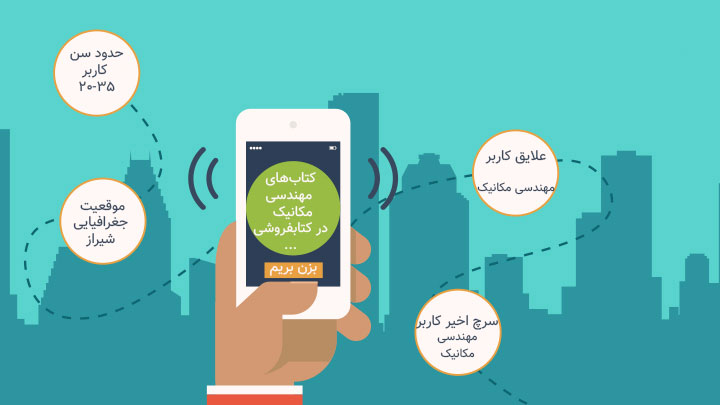 حدود سن
کاربر
۲۰-۳۵
موقعیت
جغرافیایی
شیراز
کتاب‌های
مهندسی
مکانیک
در کتابفروشی
...
بزن بریم
علایق کاربر
مهندسی مکانیک
سرچ اخیر کاربر
مهندسی
مکانیک